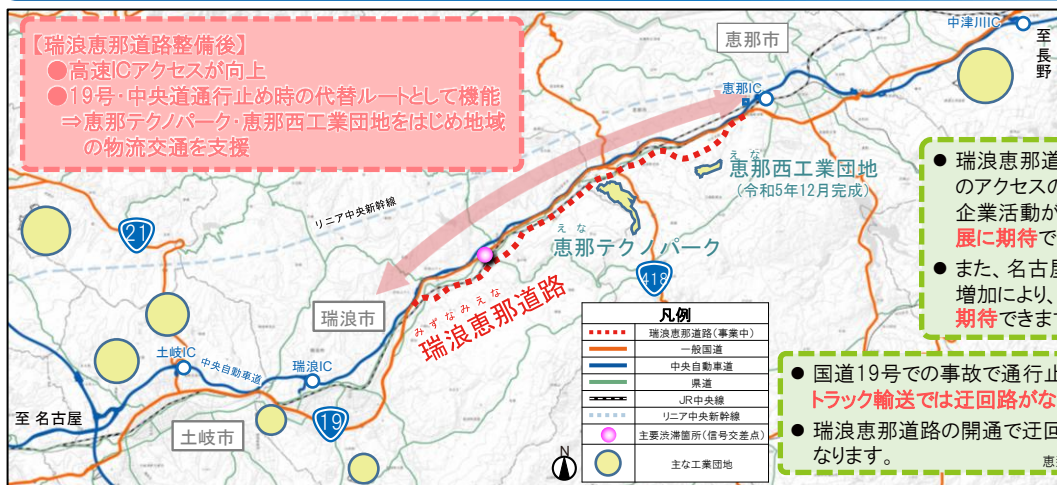 【瑞浪恵那道路整備後】
●高速ICアクセスが向上
●19号・中央道通行止め時の代替ルートとして機能
⇒恵那テクノパーク・恵那西工業団地をはじめ地域
の物流交通を支援
恵那市
中津川IC
至 長野
恵那IC
えな
恵那西工業団地
(令和5年12月完成)
リニア中央新幹線
21
えな
恵那テクノパーク
418
みずなみえな
瑞浪恵那道路
瑞浪市
土岐IC
中央自動車道
瑞浪IC
至 名古屋
19
土岐市
● 瑞浪恵那道
のアクセスの
企業活動が
展に期待で
● また、名古屋
増加により、
期待できます
● 国道19号での事故で通行止
トラック輸送では迂回路がな
● 瑞浪恵那道路の開通で迂回
なります。
恵那
凡例
瑞浪恵那道路(事業中)
一般国道
中央自動車道
県道
JR中央線
リニア中央新幹線
主要渋滞箇所(信号交差点)
主な工業団地
N